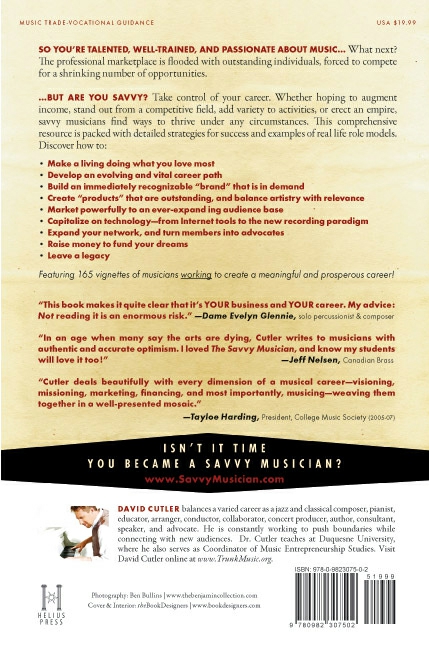 MUSIC TRADE-VOCATIONAL GUIDANCE
USA $19.99
SO YOU'RE TALENTED, WELL-TRAINED, AND PASSIONATE ABOUT MUSIC... What next?
The professional marketplace is flooded with outstanding individuals, forced to compete
for a shrinking number of opportunities.
...BUT ARE YOU SAVVY? Take control of your career. Whether hoping to augment
income, stand out from a competitive field, add variety to activities, or erect an empire,
savvy musicians find ways to thrive under any circumstances. This comprehensive
resource is packed with detailed strategies for success and examples of real life role models.
Discover how to:
• Make a living doing what you love most
• Develop an evolving and vital career path
• Build an immediately recognizable “brand” that is in demand
• Create “products” that are outstanding, and balance artistry with relevance
• Market powerfully to an ever-expand ing audience base
• Capitalize on technology—from Internet tools to the new recording paradigm
• Expand your network, and turn members into advocates
• Raise money to fund your dreams
• Leave a legacy
Featuring 165 vignettes of musicians working to create a meaningful and prosperous career!
“This book makes it quite clear that it's YOUR business and YOUR career. My advice:
Not reading it is an enormous risk.” —Dame Evelyn Glennie, solo percussionist & composer
“In an age when many say the arts are dying, Cutler writes to musicians with
authentic and accurate optimism. I loved The Savvy Musician, and know my students
will love it too!” —Jeff Nelsen, Canadian Brass
“Cutler deals beautifully with every dimension of a musical career—visioning,
missioning, marketing, financing, and most importantly, musicing—weaving them
together in a well-presented mosaic.”
—Tayloe Harding, President, College Music Society (2005-07)
ISN'T IT TIME
YOU BECAME A SAVVY MUSICIAN?
www.SavvyMusician.com
DAVID CUTLER balances a varied career as a jazz and classical composer, pianist,
educator, arranger, conductor, collaborator, concert producer, author, consultant,
speaker, and advocate. He is constantly working to push boundaries while
connecting with new audiences. Dr. Cutler teaches at Duquesne University,
where he also serves as Coordinator of Music Entrepreneurship Studies. Visit
David Cutler online at www.TrunkMusic.org.
HELIUS
PRESS
Photography: Ben Bullins | www.thebenjamincollection.com
Cover & Interior: theBookDesigners | www.bookdesigners.com
ISBN: 978-0-9823075-0-2
51999
9 780982 307502